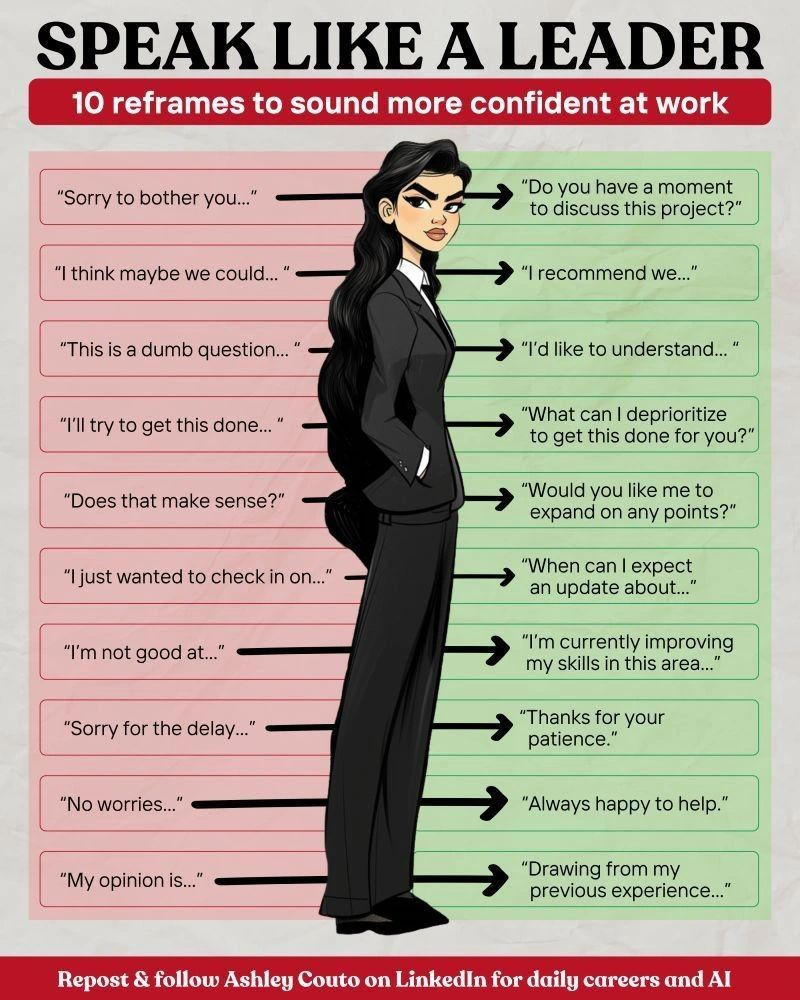 SPEAK LIKE A LEADER
10 reframes to sound more confident at work
“Sorry to bother you...”
“Do you have a moment
to discuss this project?”
“I think maybe we could... “
“I recommend we...”
“This is a dumb question... “
“I’d like to understand... “
“I’ll try to get this done... “
“What can I deprioritize
to get this done for you?”
“Does that make sense?”
“Would you like me to
expand on any points?”
“I just wanted to check in on...”
“When can I expect
an update about...”
“I’m not good at...”
“I’m currently improving
my skills in this area...”
“Sorry for the delay...”
“Thanks for your
patience.”
“No worries...”
“Always happy to help.”
“My opinion is...”
“Drawing from my
previous experience...”
Repost & follow Ashley Couto on LinkedIn for daily careers and AI